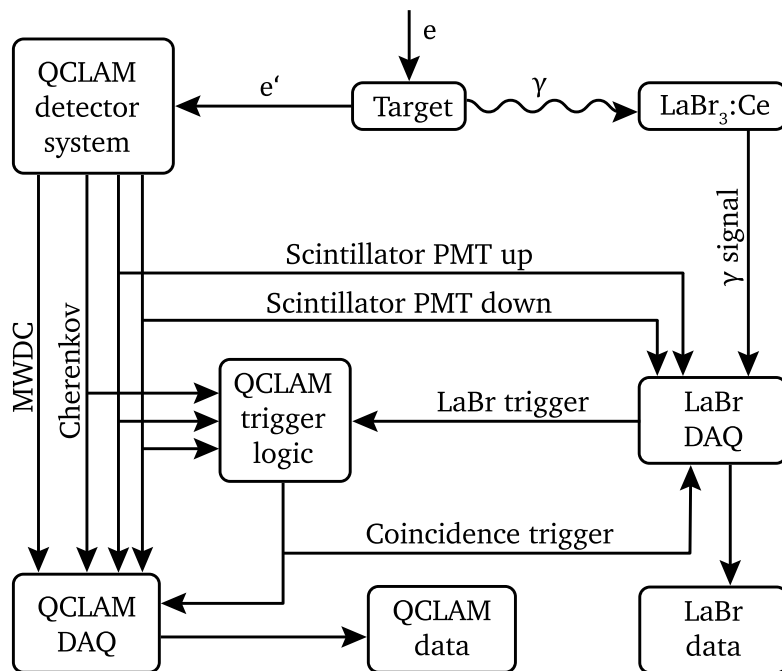 e
QCLAM
detector
system
e‘
Target
γ
LaBr₃:Ce
Scintillator PMT up
γ signal
Scintillator PMT down
MWDC
Cherenkov
QCLAM
trigger
logic
LaBr trigger
LaBr
DAQ
Coincidence trigger
QCLAM
DAQ
QCLAM
data
LaBr
data